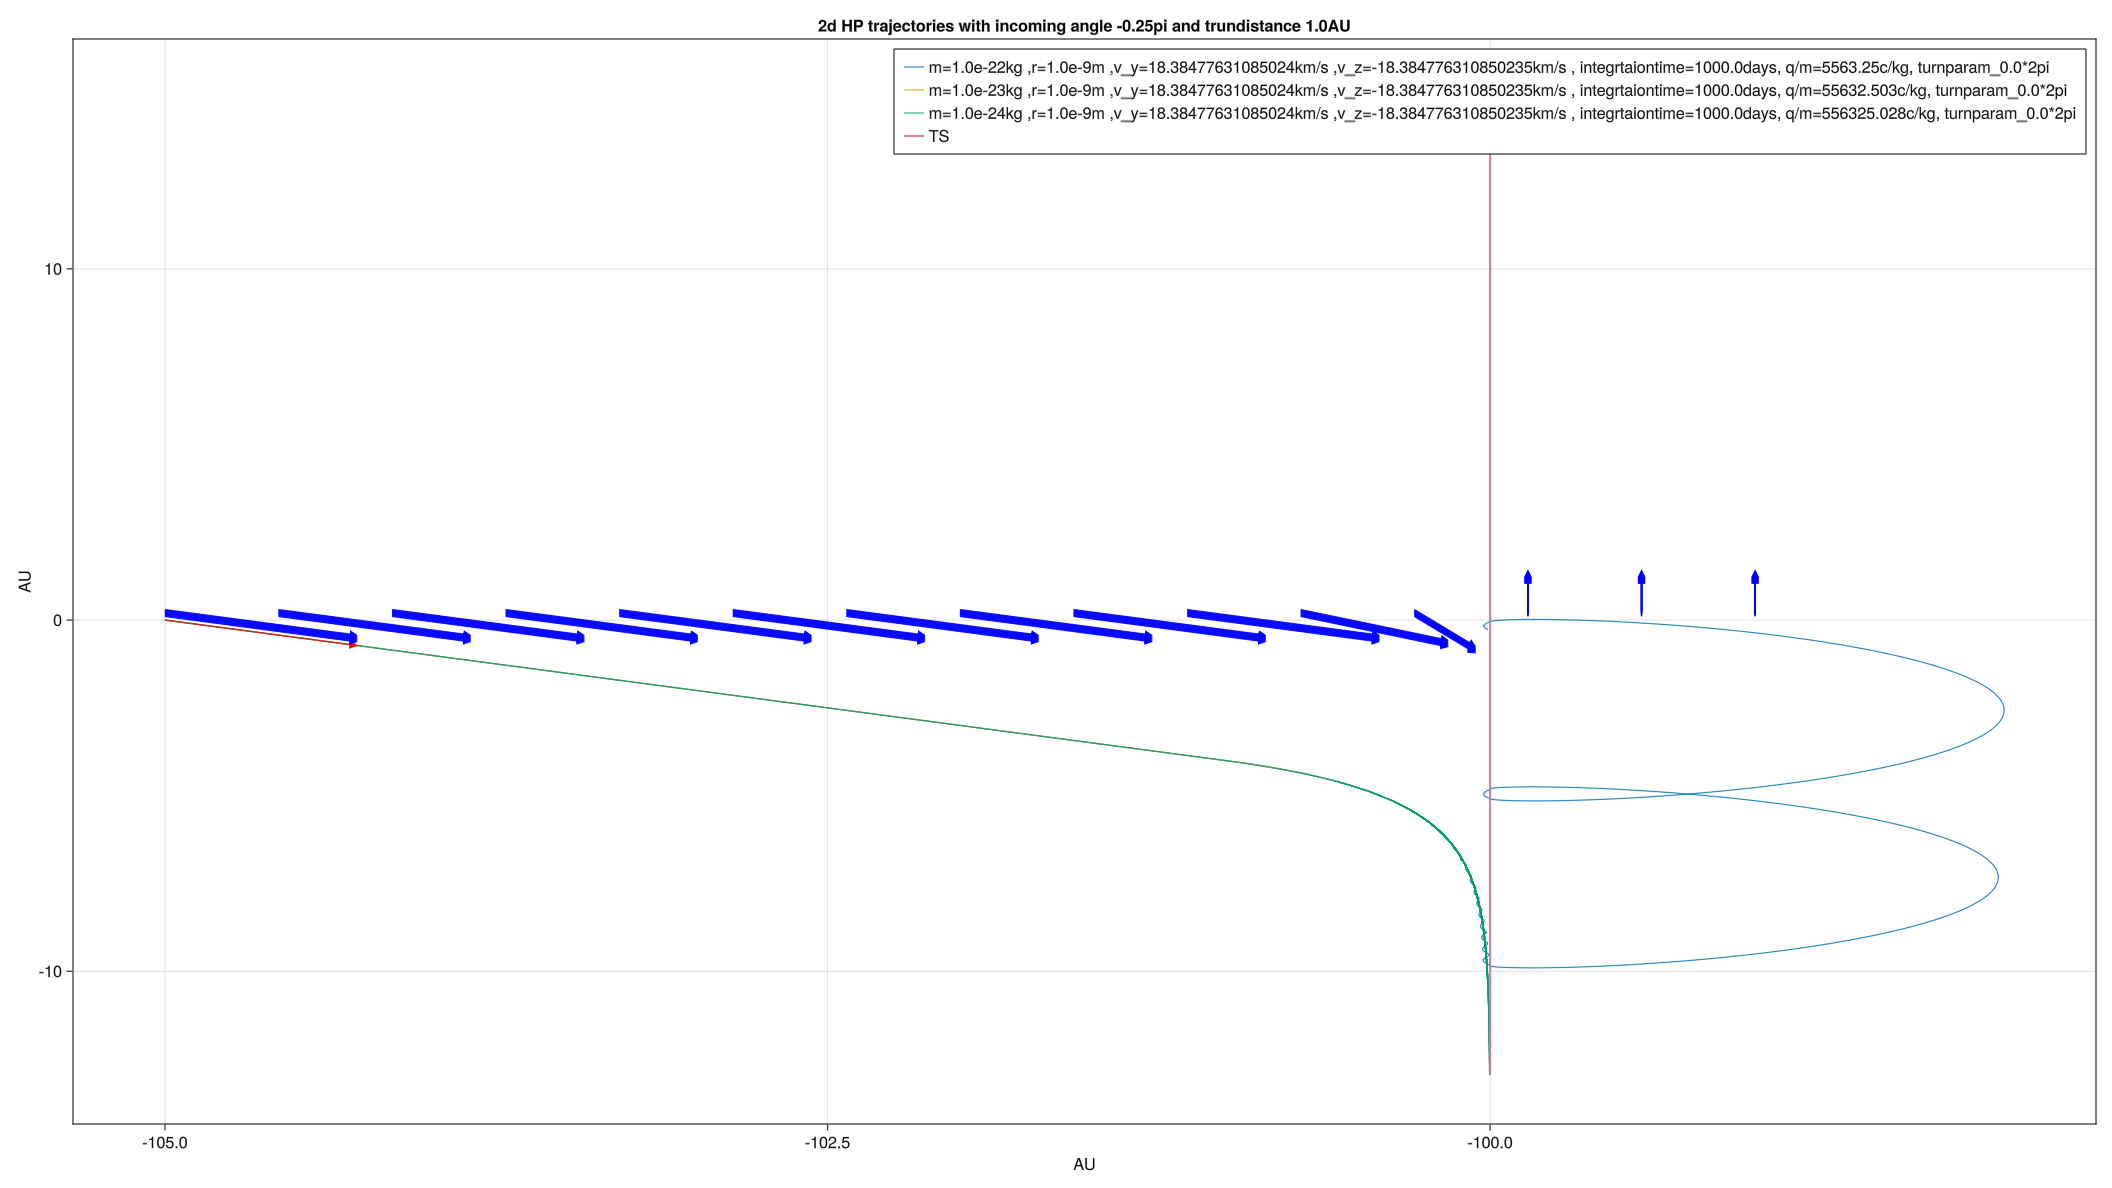 2d HP trajectories with incoming angle -0.25pi and trundistance 1.0AU
m=1.0e-22kg ,r=1.0e-9m ,v_y=18.38477631085024km/s ,v_z=-18.384776310850235km/s , integrtaiontime=1000.0days, q/m=5563.25c/kg, turnparam_0.0*2pi
m=1.0e-23kg ,r=1.0e-9m ,v_y=18.38477631085024km/s ,v_z=-18.384776310850235km/s , integrtaiontime=1000.0days, q/m=55632.503c/kg, turnparam_0.0*2pi
m=1.0e-24kg ,r=1.0e-9m ,v_y=18.38477631085024km/s ,v_z=-18.384776310850235km/s , integrtaiontime=1000.0days, q/m=556325.028c/kg, turnparam_0.0*2pi
TS
10
AU
0
-10
-105.0
-102.5
-100.0
AU